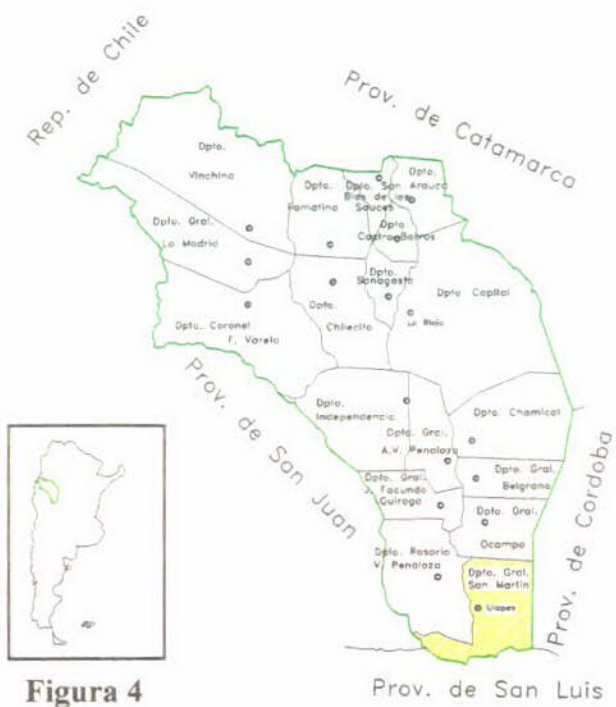 Rep. de Chile
Prov. de Catamarca
Dpto.
Vinchina
Dpto.
Famatina
Dpto. San
Blas de los
Sauces
Dpto.
Arauco
Dpto. Gral.
La Madrid
Dpto
Castro Barros
Dpto.
Sanagasta
Dpto Capital
La Rioja
Dpto. Coronel
F. Varela
Dpto.
Chilecito
Prov. de San Juan
Dpto.
Independencia
Dpto. Gral.
A.V. Penaloza
Dpto. Chamical
Dpto. Gral.
Belgrano
Dpto. Gral.
J. Facundo
Quiroga
Dpto. Gral.
Ocampo
Dpto. Rosario
V. Penaloza
Dpto. Gral.
San Martin
Ulapes
Prov. de Cordoba
Figura 4
Prov. de San Luis